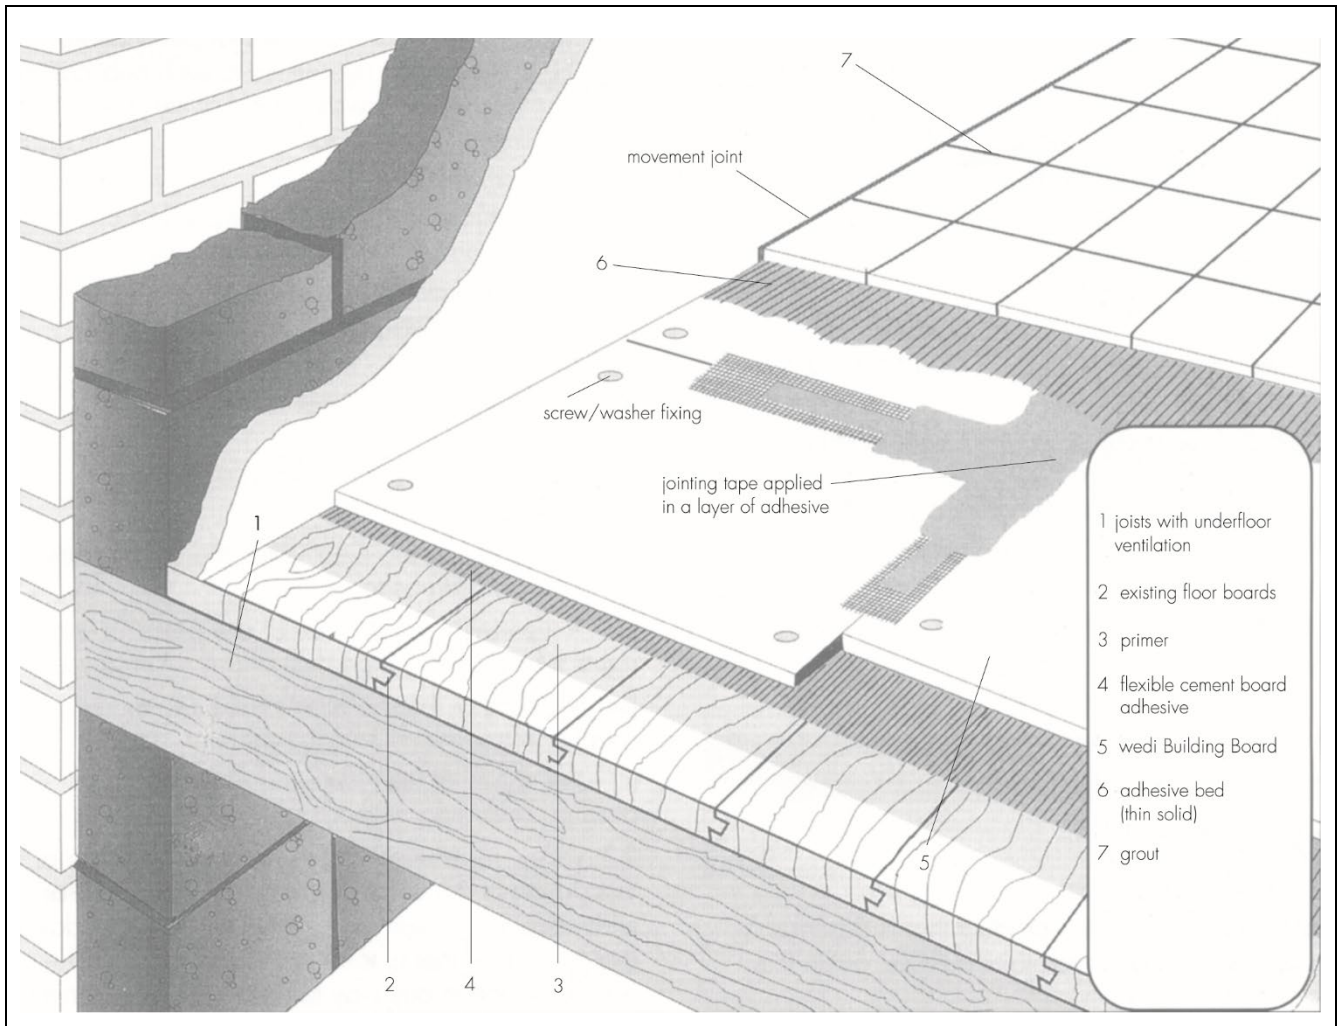 7
movement joint
6
screw/washer fixing
jointing tape applied
in a layer of adhesive
1
5
2
4
3
1 joists with underfloor
ventilation
2 existing floor boards
3 primer
4 flexible cement board
adhesive
5 wedi Building Board
6 adhesive bed
(thin solid)
7 grout